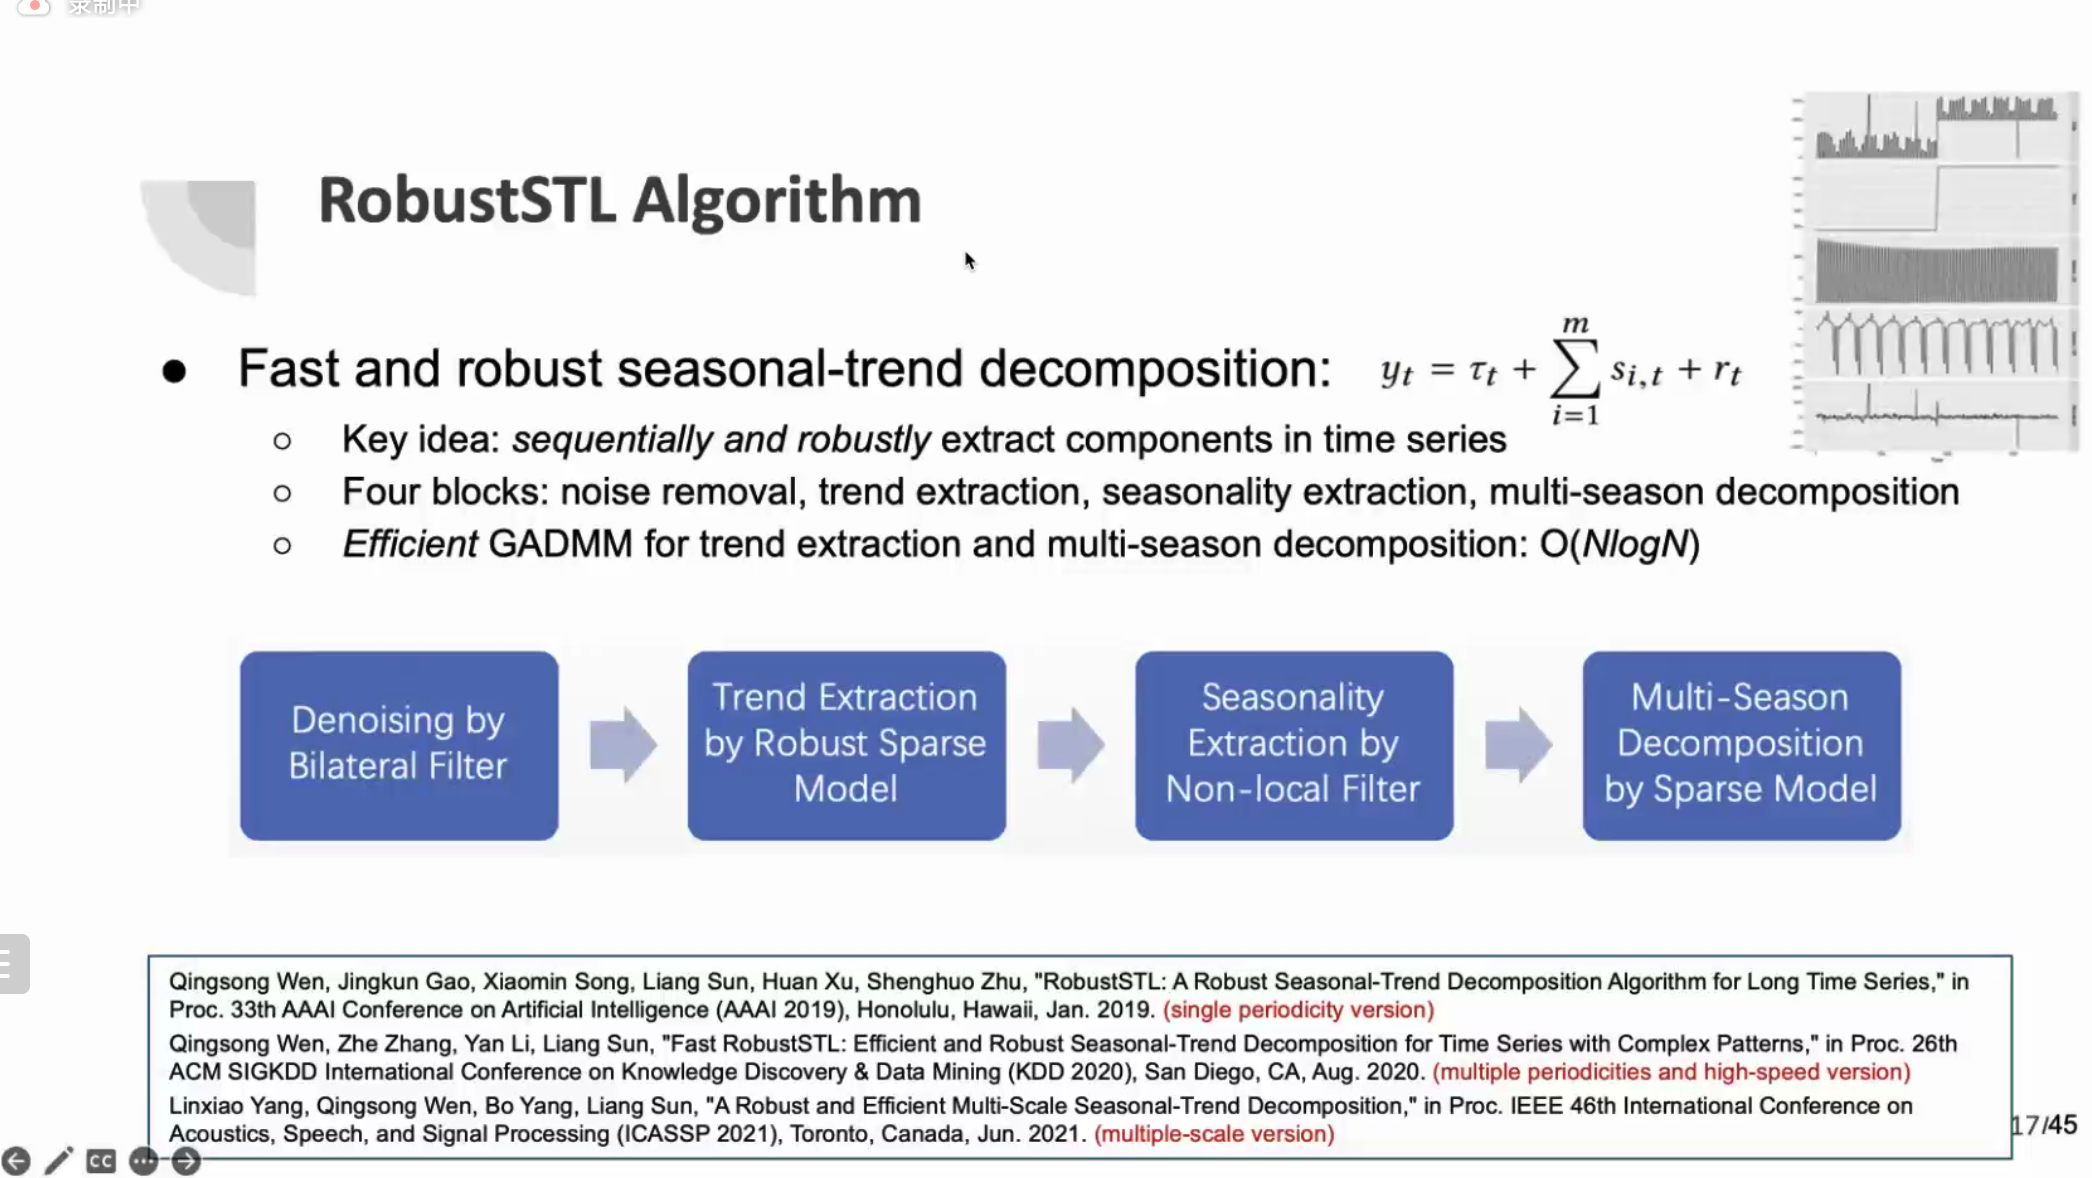 录制中
RobustSTL Algorithm
● Fast and robust seasonal-trend decomposition: y_t = τ_t + ∑_{i=1}^{m} s_{i,t} + r_t
○ Key idea: sequentially and robustly extract components in time series
○ Four blocks: noise removal, trend extraction, seasonality extraction, multi-season decomposition
○ Efficient GADMM for trend extraction and multi-season decomposition: O(NlogN)
Denoising by
Bilateral Filter
Trend Extraction
by Robust Sparse
Model
Seasonality
Extraction by
Non-local Filter
Multi-Season
Decomposition
by Sparse Model
Qingsong Wen, Jingkun Gao, Xiaomin Song, Liang Sun, Huan Xu, Shenghuo Zhu, "RobustSTL: A Robust Seasonal-Trend Decomposition Algorithm for Long Time Series," in
Proc. 33th AAAI Conference on Artificial Intelligence (AAAI 2019), Honolulu, Hawaii, Jan. 2019. (single periodicity version)
Qingsong Wen, Zhe Zhang, Yan Li, Liang Sun, "Fast RobustSTL: Efficient and Robust Seasonal-Trend Decomposition for Time Series with Complex Patterns," in Proc. 26th
ACM SIGKDD International Conference on Knowledge Discovery & Data Mining (KDD 2020), San Diego, CA, Aug. 2020. (multiple periodicities and high-speed version)
Linxiao Yang, Qingsong Wen, Bo Yang, Liang Sun, "A Robust and Efficient Multi-Scale Seasonal-Trend Decomposition," in Proc. IEEE 46th International Conference on
Acoustics, Speech, and Signal Processing (ICASSP 2021), Toronto, Canada, Jun. 2021. (multiple-scale version)
17/45
CC